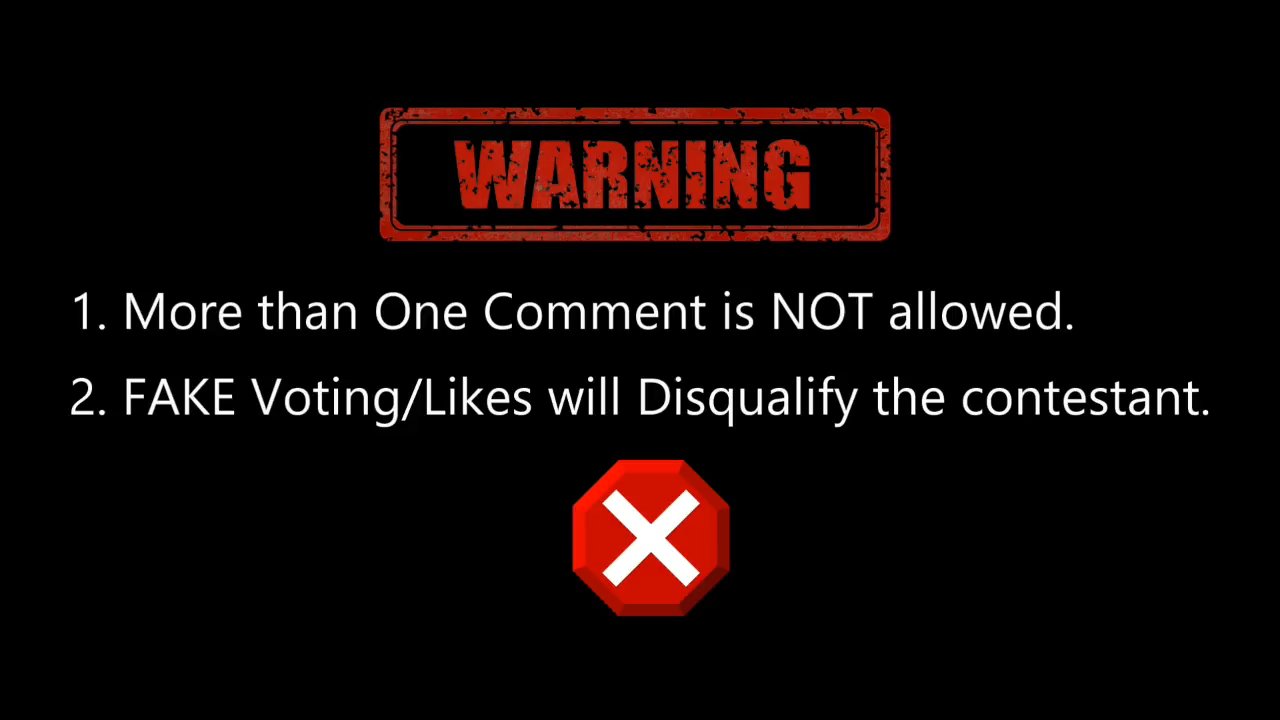 WARNING
1. More than One Comment is NOT allowed.
2. FAKE Voting/Likes will Disqualify the contestant.